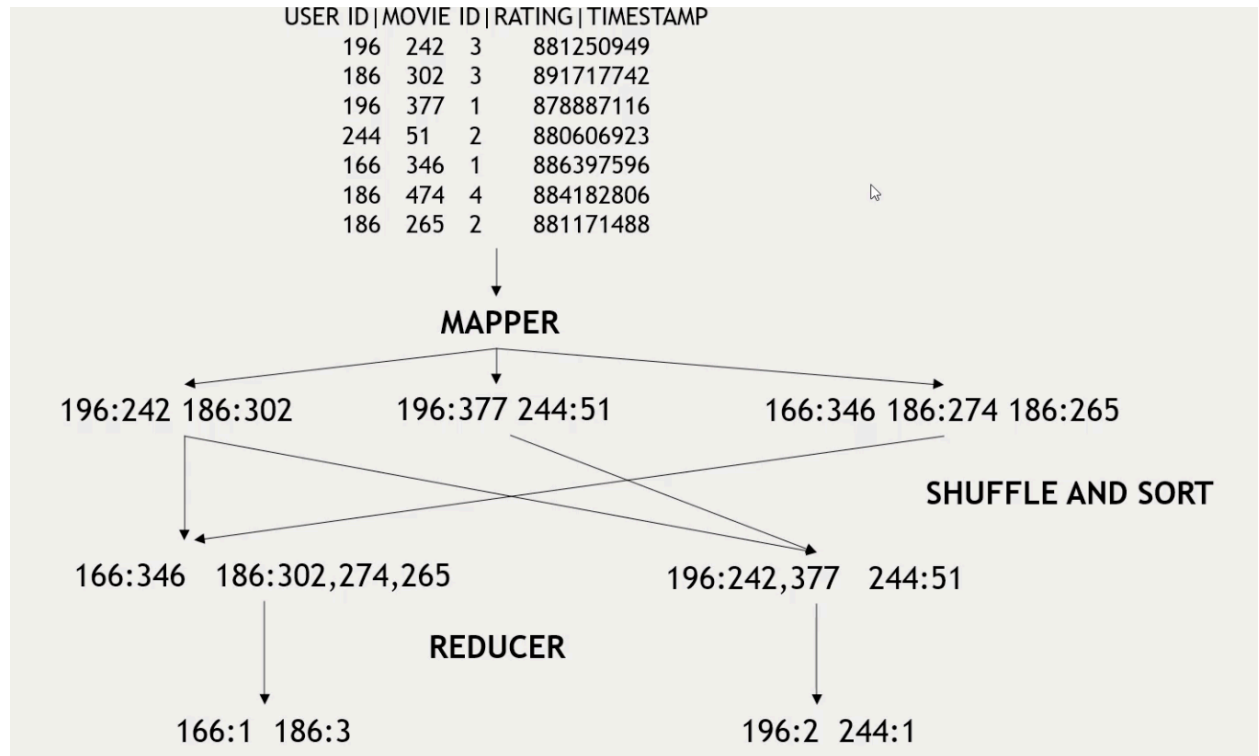 USER ID|MOVIE ID|RATING|TIMESTAMP
196 242 3 881250949
186 302 3 891717742
196 377 1 878887116
244 51 2 880606923
166 346 1 886397596
186 474 4 884182806
186 265 2 881171488
MAPPER
196:242 186:302 196:377 244:51 166:346 186:274 186:265
SHUFFLE AND SORT
166:346 186:302,274,265 196:242,377 244:51
REDUCER
166:1 186:3 196:2 244:1